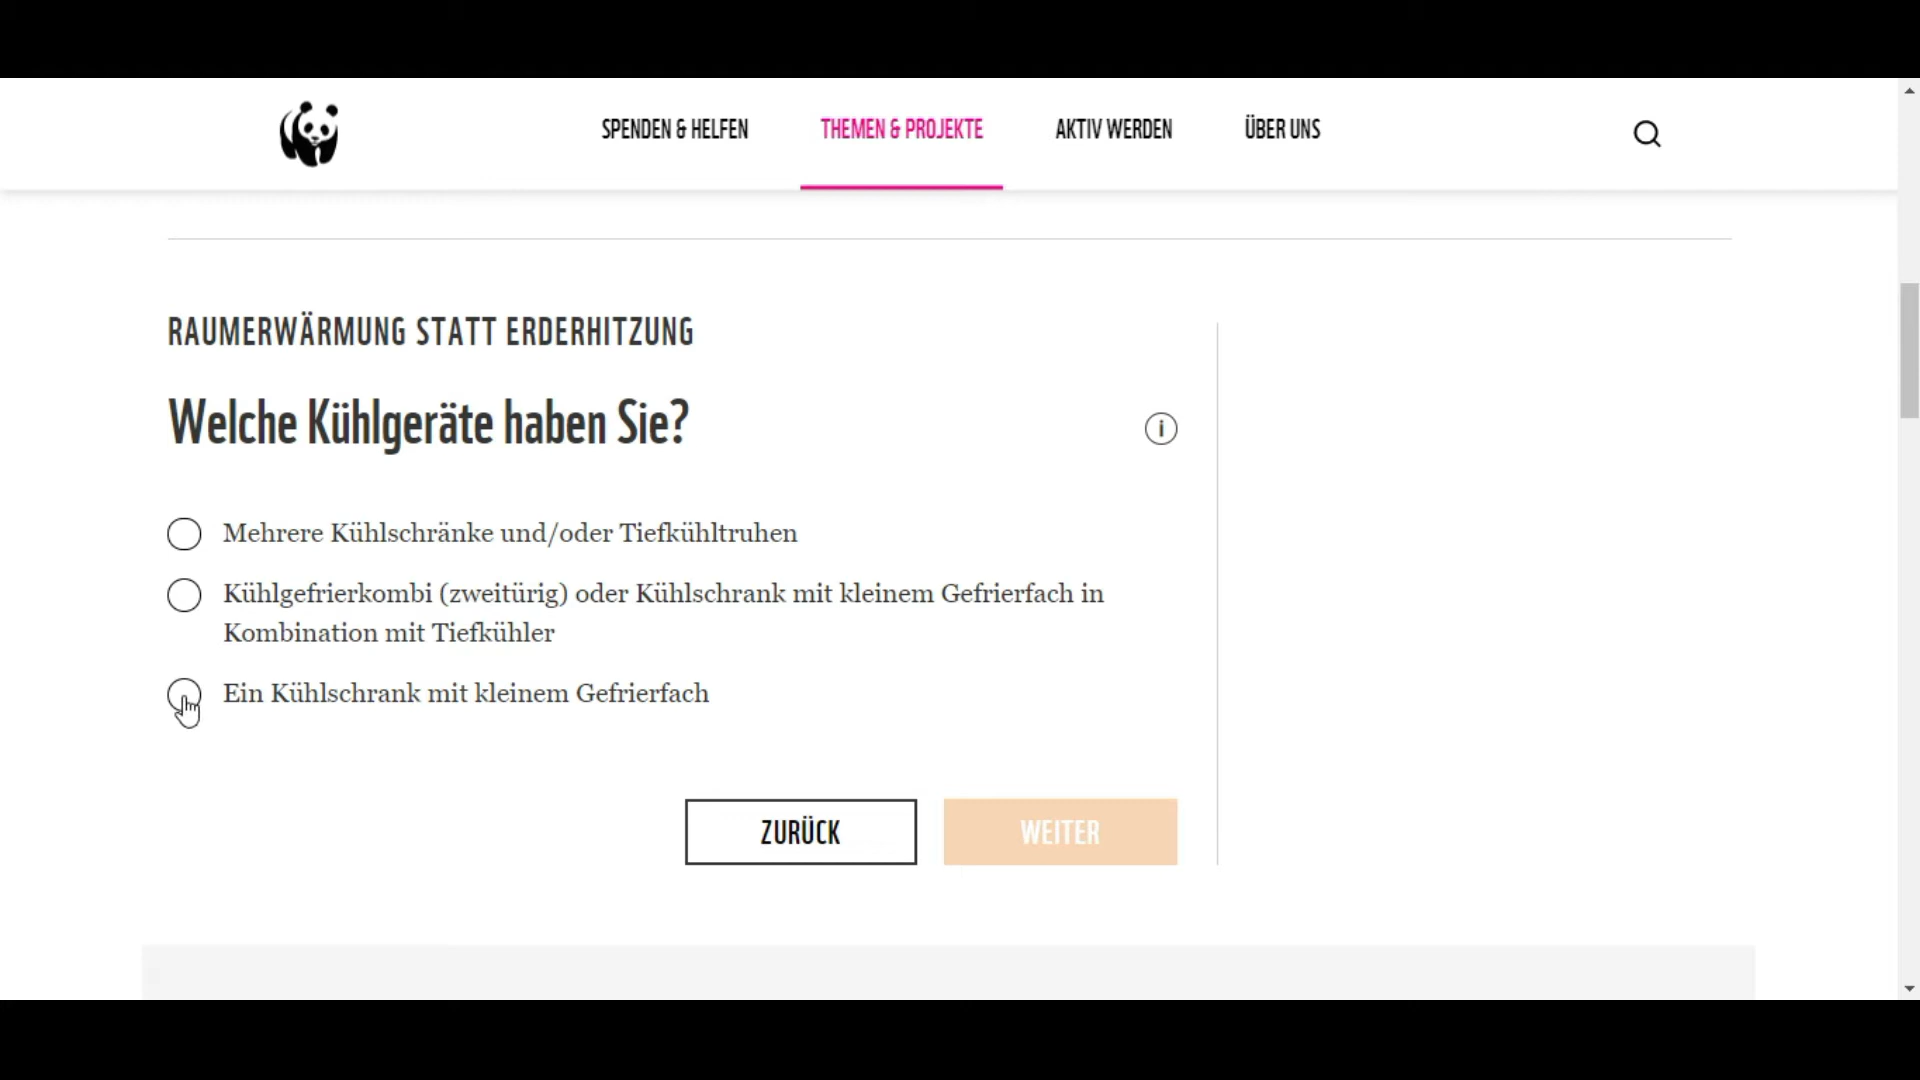 SPENDEN & HELFEN THEMEN & PROJEKTE AKTIV WERDEN ÜBER UNS
RAUMERWÄRMUNG STATT ERDERHITZUNG
Welche Kühlgeräte haben Sie?
i
Mehrere Kühlschränke und/oder Tiefkühltruhen
Kühlgefrierkombi (zweitürig) oder Kühlschrank mit kleinem Gefrierfach in
Kombination mit Tiefkühler
Ein Kühlschrank mit kleinem Gefrierfach
ZURÜCK WEITER